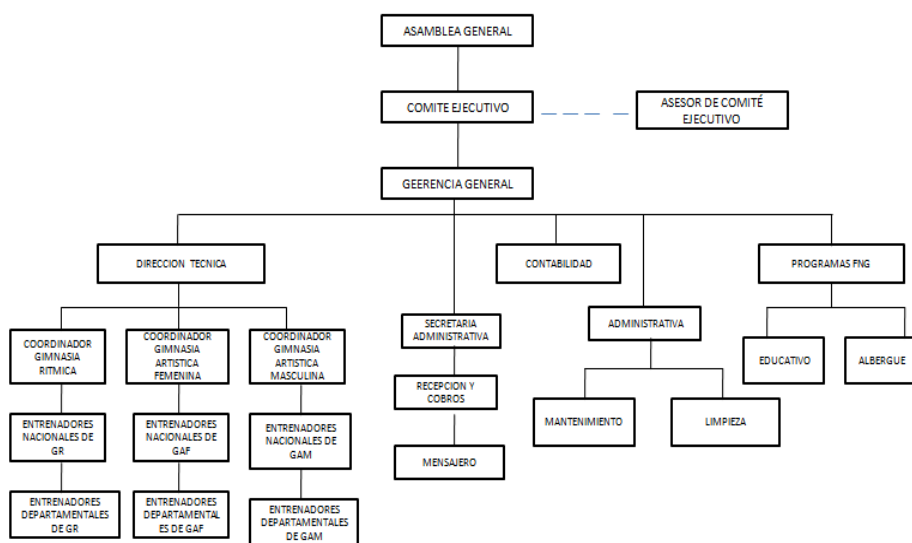 ASAMBLEA GENERAL
COMITE EJECUTIVO
ASESOR DE COMITÉ
EJECUTIVO
GEERENCIA GENERAL
DIRECCION TECNICA
CONTABILIDAD
PROGRAMAS FNG
COORDINADOR
GIMNASIA
RITMICA
COORDINADOR
GIMNASIA
ARTISTICA
FEMENINA
COORDINADOR
GIMNASIA
ARTISTICA
MASCULINA
SECRETARIA
ADMINISTRATIVA
ADMINISTRATIVA
EDUCATIVO
ALBERGUE
RECEPCION Y
COBROS
MANTENIMIENTO
LIMPIEZA
ENTRENADORES
NACIONALES DE
GR
ENTRENADORES
NACIONALES DE
GAF
ENTRENADORES
NACIONALES DE
GAM
MENSAJERO
ENTRENADORES
DEPARTAMENTALES
DE GR
ENTRENADORES
DEPARTAMENTAL
ES DE GAF
ENTRENADORES
DEPARTAMENTALES
DE GAM